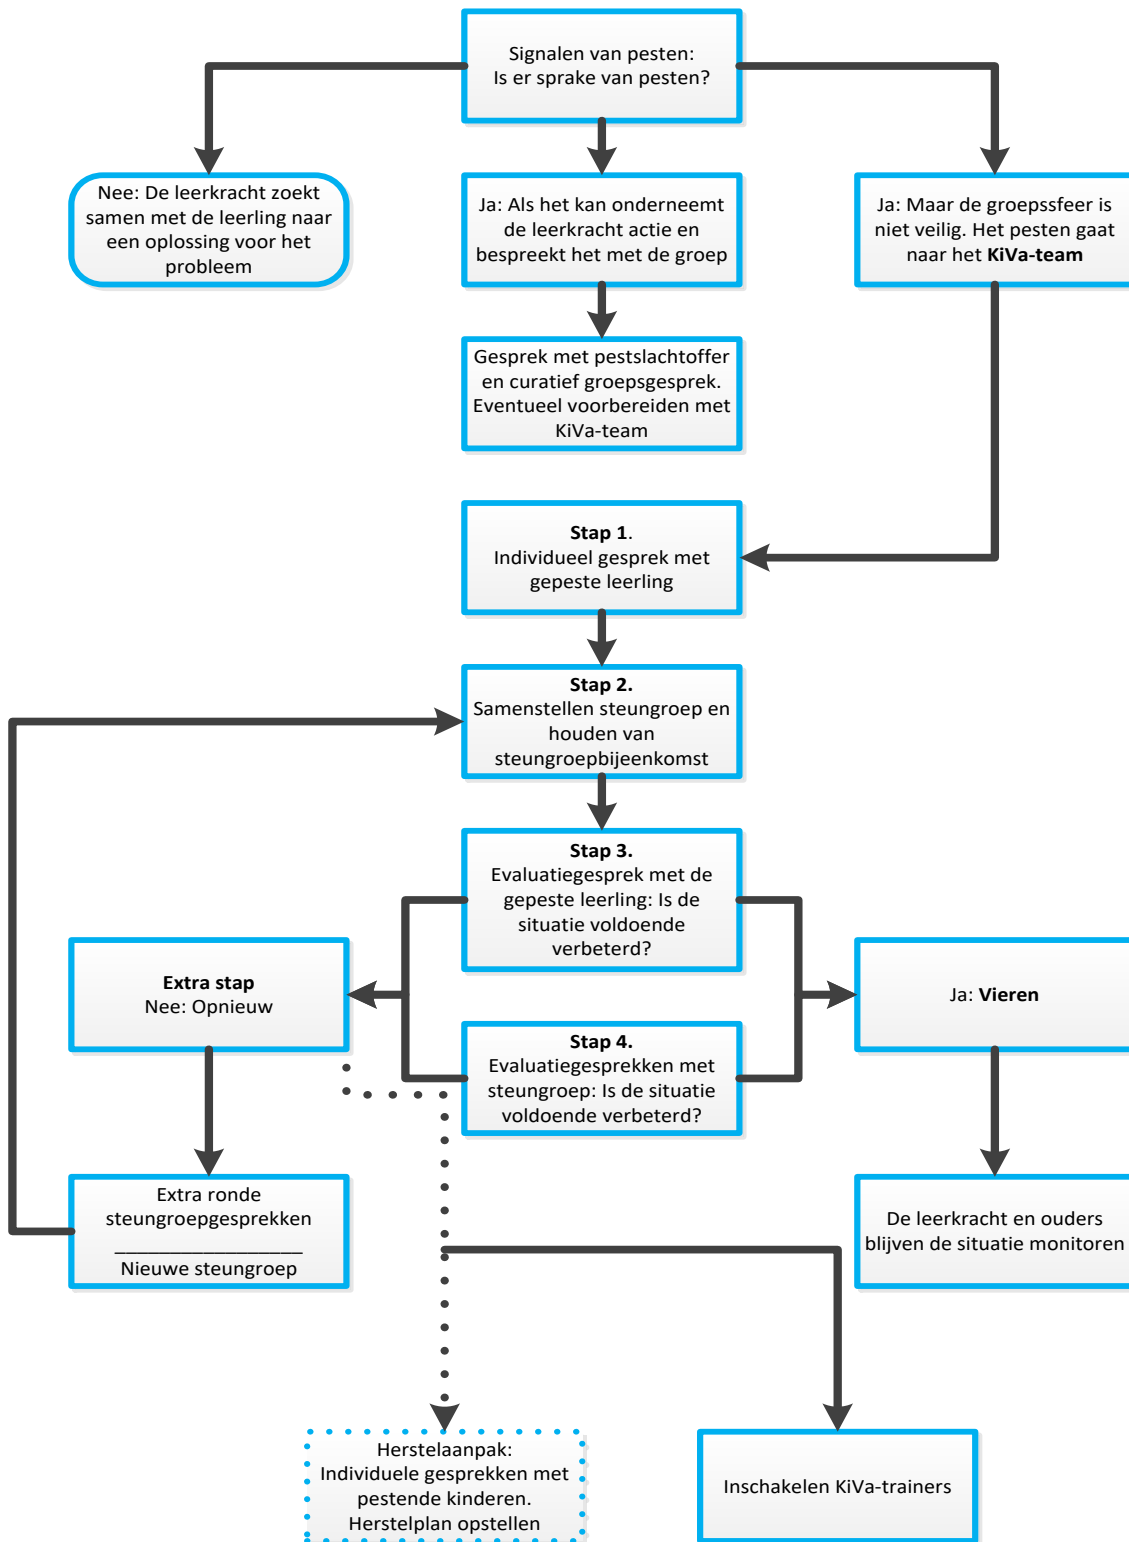 Signalen van pesten:
Is er sprake van pesten?
Nee: De leerkracht zoekt
samen met de leerling naar
een oplossing voor het
probleem
Ja: Als het kan onderneemt
de leerkracht actie en
bespreekt het met de groep
Ja: Maar de groepssfeer is
niet veilig. Het pesten gaat
naar het KiVa-team
Gesprek met pestslachtoffer
en curatief groepsgesprek.
Eventueel voorbereiden met
KiVa-team
Stap 1.
Individueel gesprek met
gepeste leerling
Stap 2.
Samenstellen steungroep en
houden van
steungroepbijeenkomst
Stap 3.
Evaluatiegesprek met de
gepeste leerling: Is de
situatie voldoende
verbeterd?
Extra stap
Nee: Opnieuw
Ja: Vieren
Stap 4.
Evaluatiegesprekken met
steungroep: Is de situatie
voldoende verbeterd?
Extra ronde
steungroepgesprekken
__________________
Nieuwe steungroep
De leerkracht en ouders
blijven de situatie monitoren
Herstelaanpak:
Individuele gesprekken met
pestende kinderen.
Herstelplan opstellen
Inschakelen KiVa-trainers